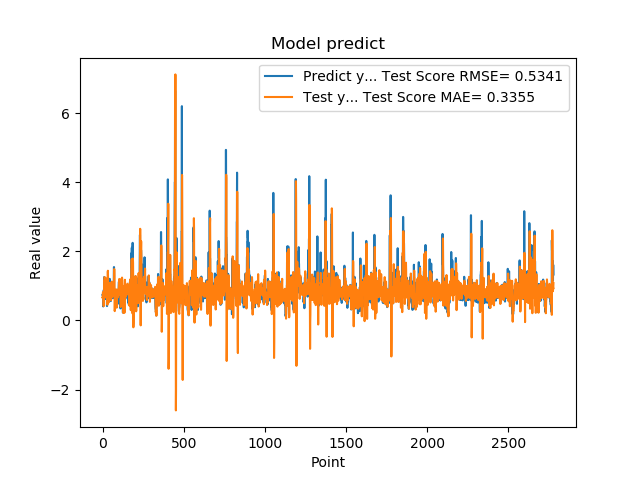 Model predict
Predict y... Test Score RMSE= 0.5341
Test y... Test Score MAE= 0.3355
6
4
2
0
−2
Real value
0 500 1000 1500 2000 2500
Point